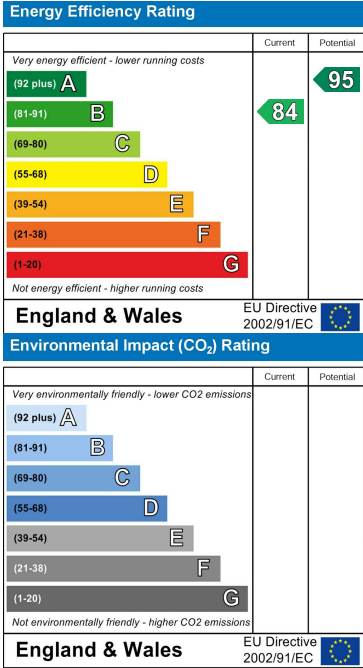 Energy Efficiency Rating
Current Potential
Very energy efficient - lower running costs
(92 plus) A
95
(81-91) B
84
(69-80) C
(55-68) D
(39-54) E
(21-38) F
(1-20) G
Not energy efficient - higher running costs
England & Wales
EU Directive
2002/91/EC
Environmental Impact (CO₂) Rating
Current Potential
Very environmentally friendly - lower CO2 emissions
(92 plus) A
(81-91) B
(69-80) C
(55-68) D
(39-54) E
(21-38) F
(1-20) G
Not environmentally friendly - higher CO2 emissions
England & Wales
EU Directive
2002/91/EC